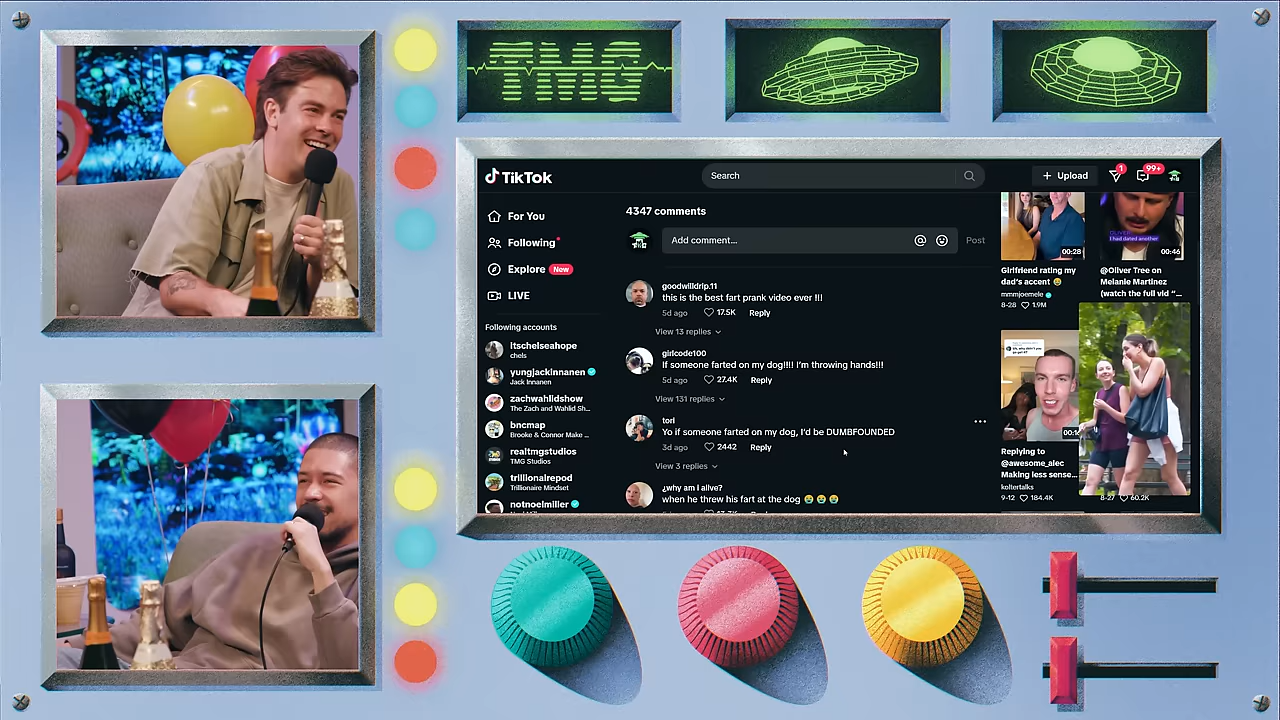 TMG
TikTok
Search
Upload
1
99+
For You
Following
Explore New
LIVE
Following accounts
itschelseahope
chels
yungjackinnanen
Jack Innanen
zachwahlidshow
The Zach and Wahlid Sh...
bncmap
Brooke & Connor Make ...
realtmgstudios
TMG Studios
trillionairepod
Trillionaire Mindset
notnoelmiller
4347 comments
Add comment...
Post
goodwilldrip.11
this is the best fart prank video ever !!!
5d ago 17.5K Reply
View 13 replies
girlcode100
If someone farted on my dog!!!! I'm throwing hands!!!
5d ago 27.4K Reply
View 131 replies
tori
Yo if someone farted on my dog, I'd be DUMBFOUNDED
3d ago 2442 Reply
View 3 replies
¿why am I alive?
when he threw his fart at the dog 😭 😭 😭
00:28
Girlfriend rating my
dad's accent
mmmjoemele
8-28 1.9M
OLIVER
I had dated another
00:46
@Oliver Tree on
Melanie Martinez
(watch the full vid "...
Replying to
@awesome_alec
Making less sense...
koltertalks
9-12 184.4K
8-27 60.2K